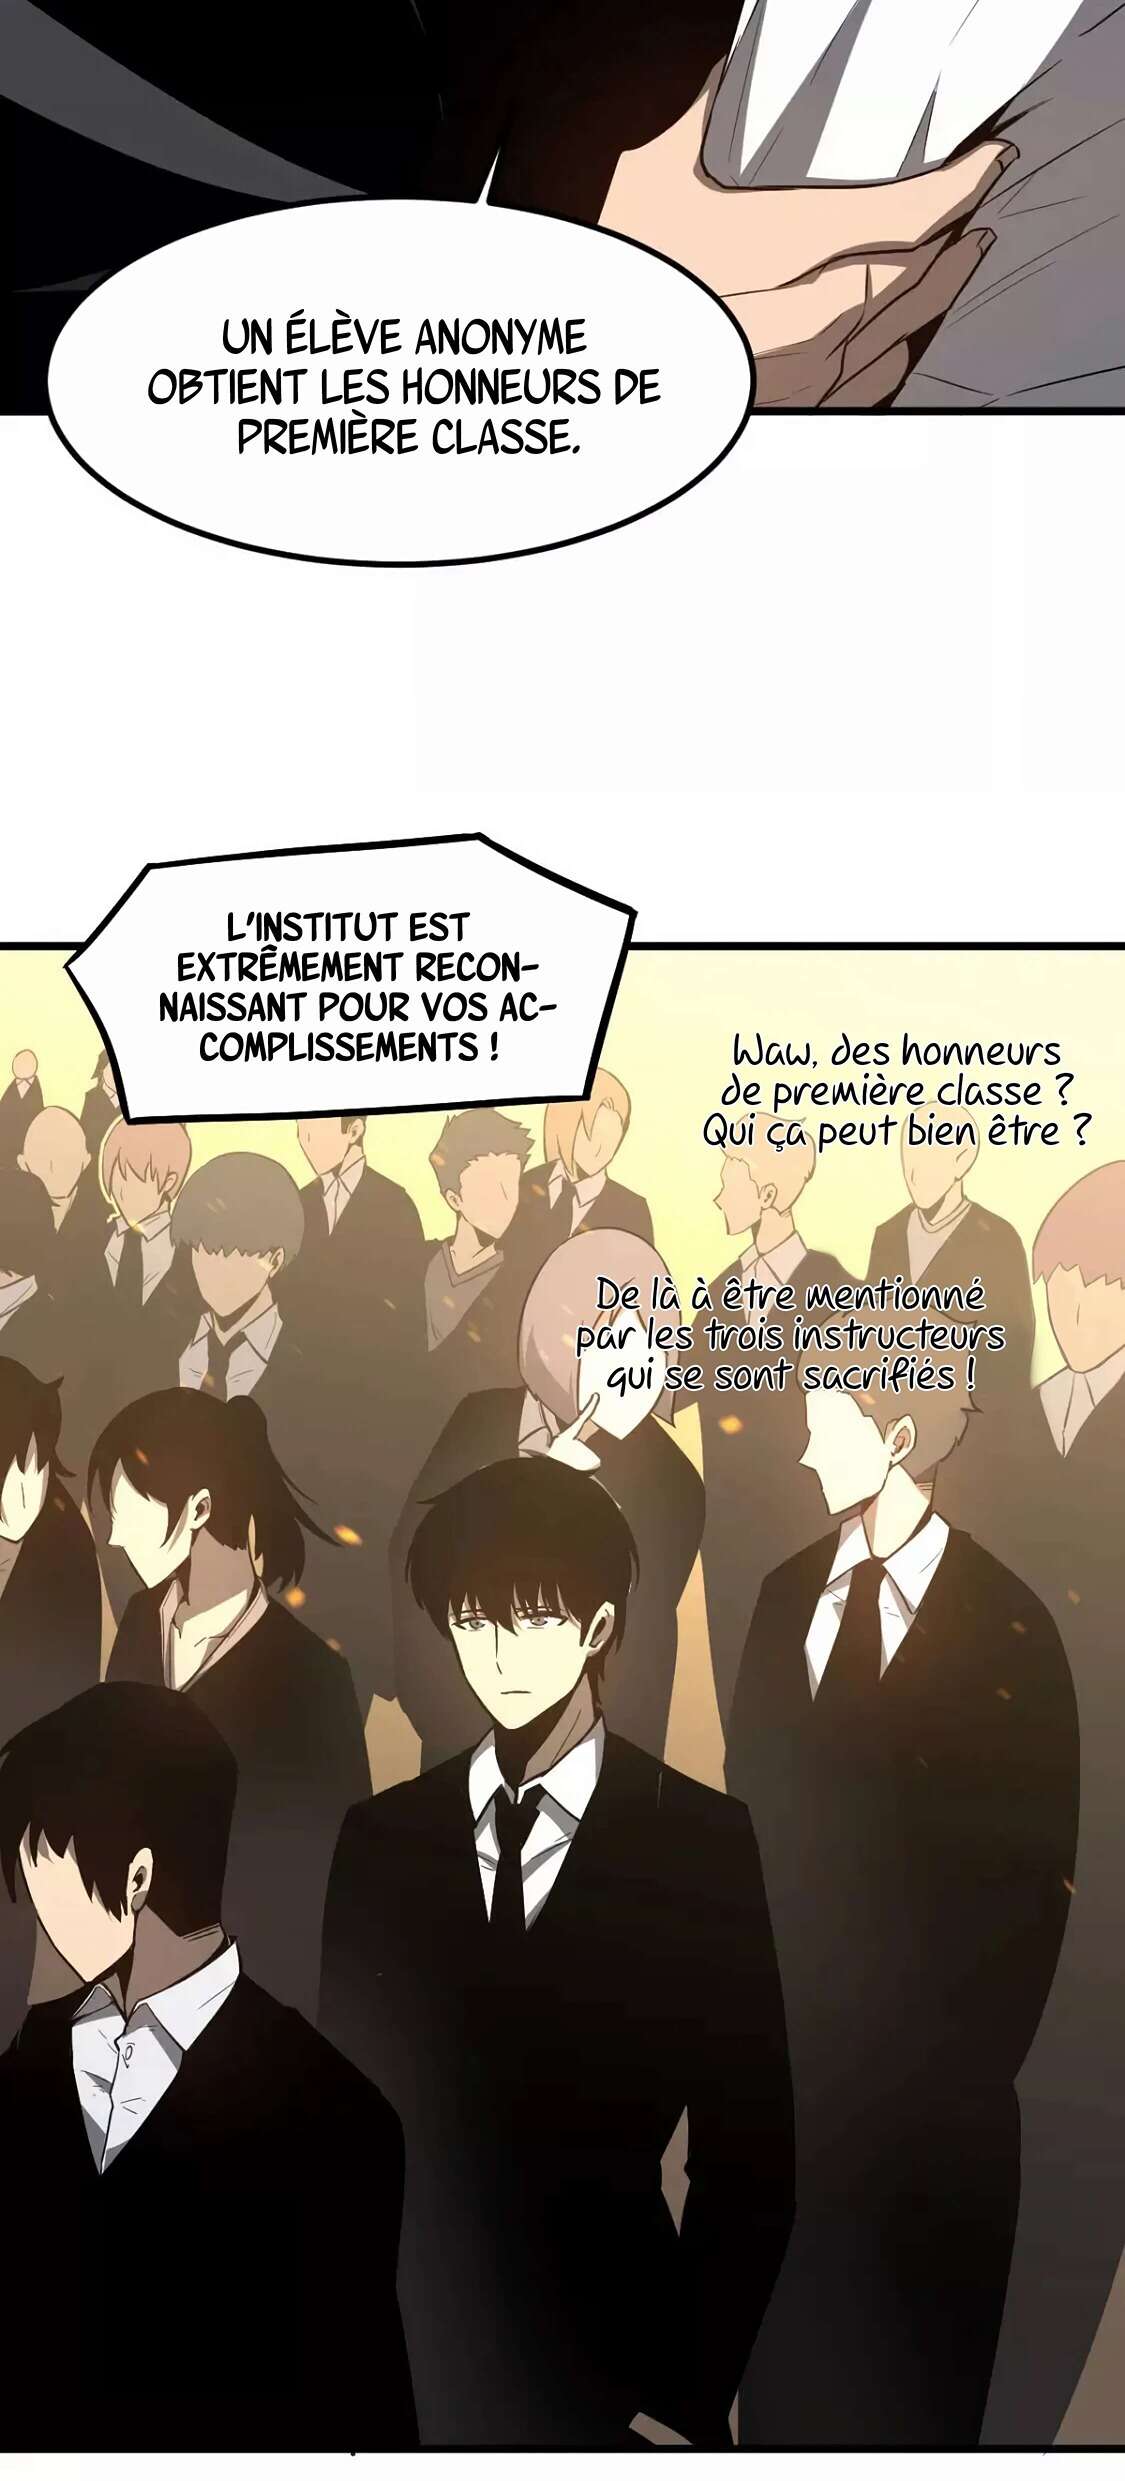 UN ÉLÈVE ANONYME
OBTIENT LES HONNEURS DE
PREMIÈRE CLASSE.
L'INSTITUT EST
EXTRÊMEMENT RECON-
NAISSANT POUR VOS AC-
COMPLISSEMENTS !
Waw, des honneurs
de première classe ?
Qui ça peut bien être ?
De là à être mentionné
par les trois instructeurs
qui se sont sacrifiés !